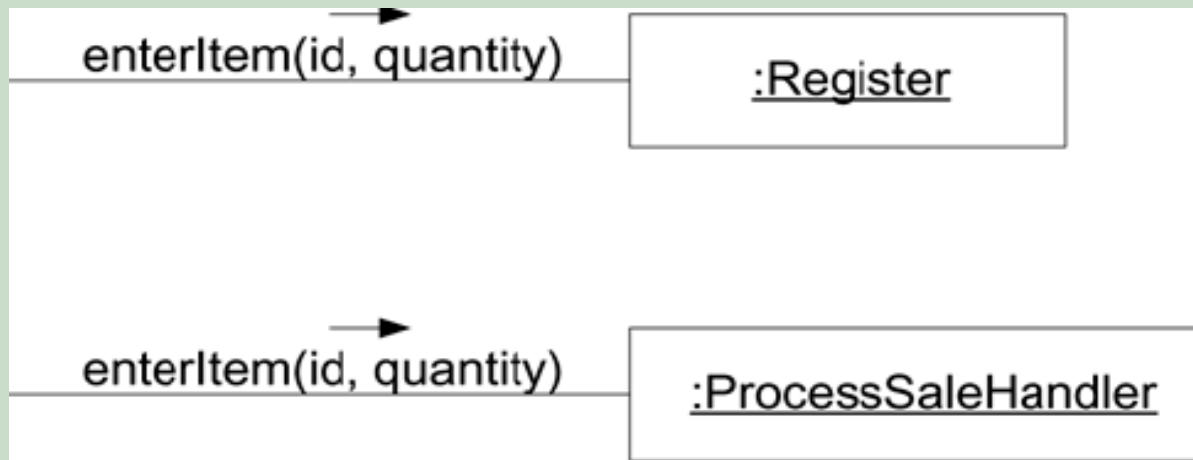 enterItem(id, quantity)
:Register
enterItem(id, quantity)
:ProcessSaleHandler